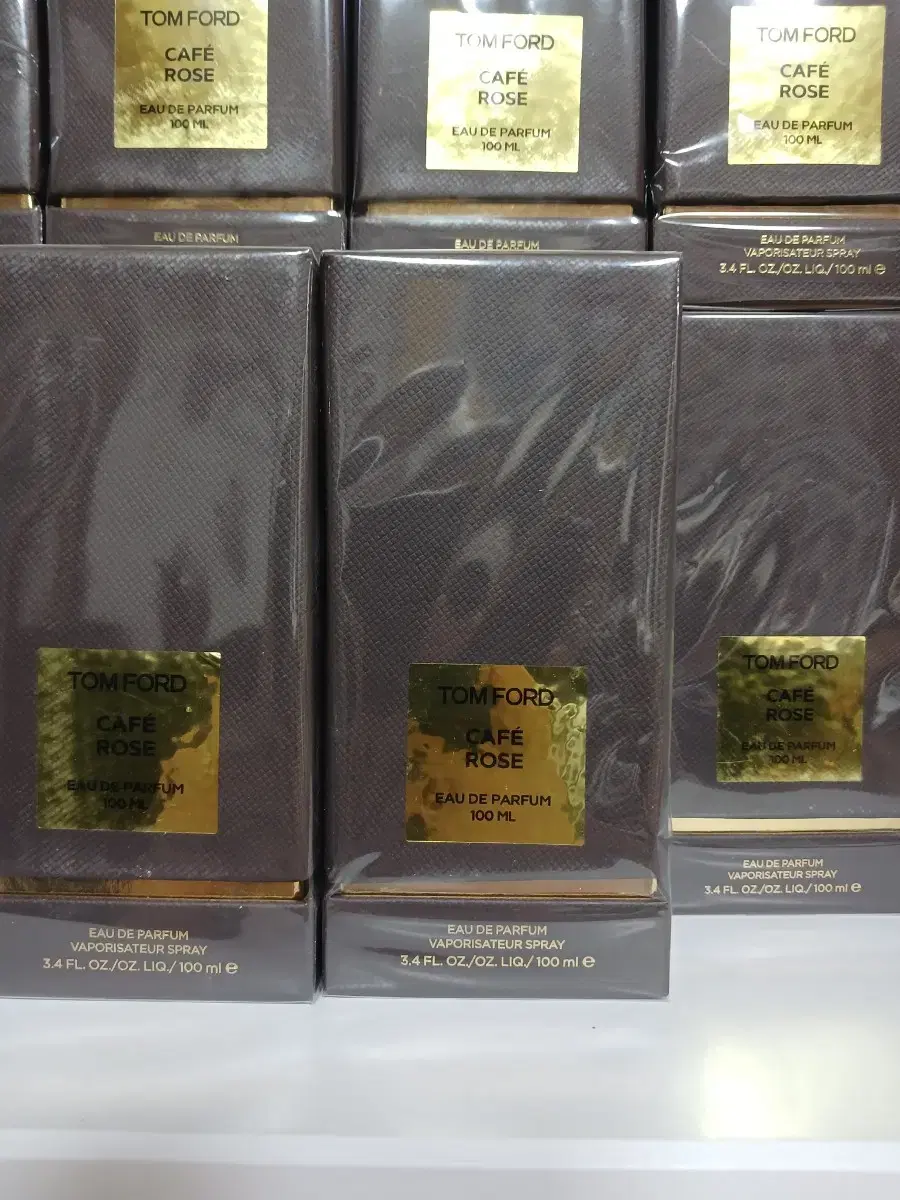 TOM FORD
CAFÉ
ROSE
EAU DE PARFUM
100 ML
EAU DE PARFUM
TOM FORD
CAFÉ
ROSE
EAU DE PARFUM
100 ML
EAU DE PARFUM
TOM FORD
CAFÉ
ROSE
EAU DE PARFUM
100 ML
EAU DE PARFUM
VAPORISATEUR SPRAY
3.4 FL. OZ./OZ. LIQ./ 100 ml ℮
TOM FORD
CAFÉ
ROSE
EAU DE PARFUM
100 ML
EAU DE PARFUM
VAPORISATEUR SPRAY
3.4 FL. OZ./OZ. LIQ./ 100 ml ℮
TOM FORD
CAFÉ
ROSE
EAU DE PARFUM
100 ML
EAU DE PARFUM
VAPORISATEUR SPRAY
3.4 FL. OZ./OZ. LIQ./ 100 ml ℮
TOM FORD
CAFÉ
ROSE
EAU DE PARFUM
100 ML
EAU DE PARFUM
VAPORISATEUR SPRAY
3.4 FL. OZ./OZ. LIQ./ 100 ml ℮